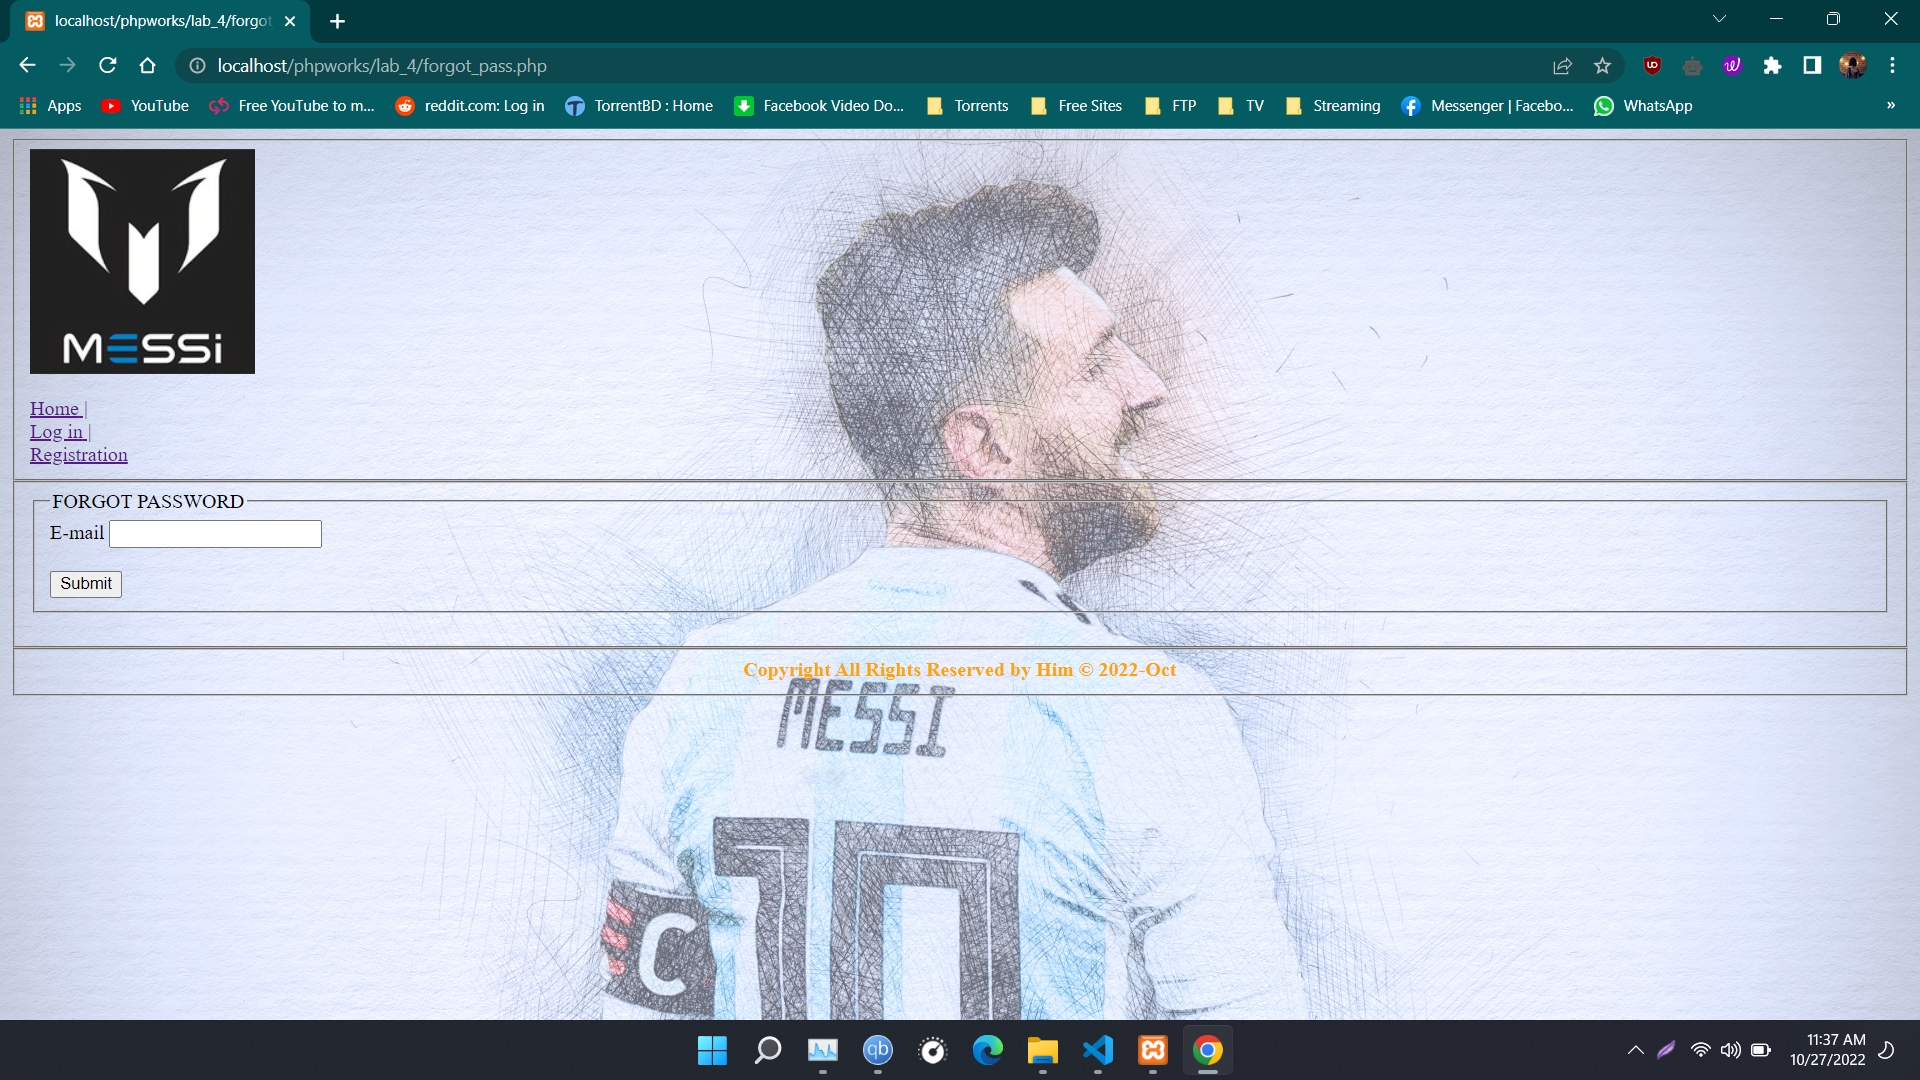 localhost/phpworks/lab_4/forgot
localhost/phpworks/lab_4/forgot_pass.php
Apps YouTube Free YouTube to m... reddit.com: Log in TorrentBD : Home Facebook Video Do... Torrents Free Sites FTP TV Streaming Messenger | Facebo... WhatsApp »
MESSi
Home |
Log in |
Registration
FORGOT PASSWORD
E-mail
Submit
Copyright All Rights Reserved by Him © 2022-Oct
MESSI
10
C
qb
11:37 AM
10/27/2022